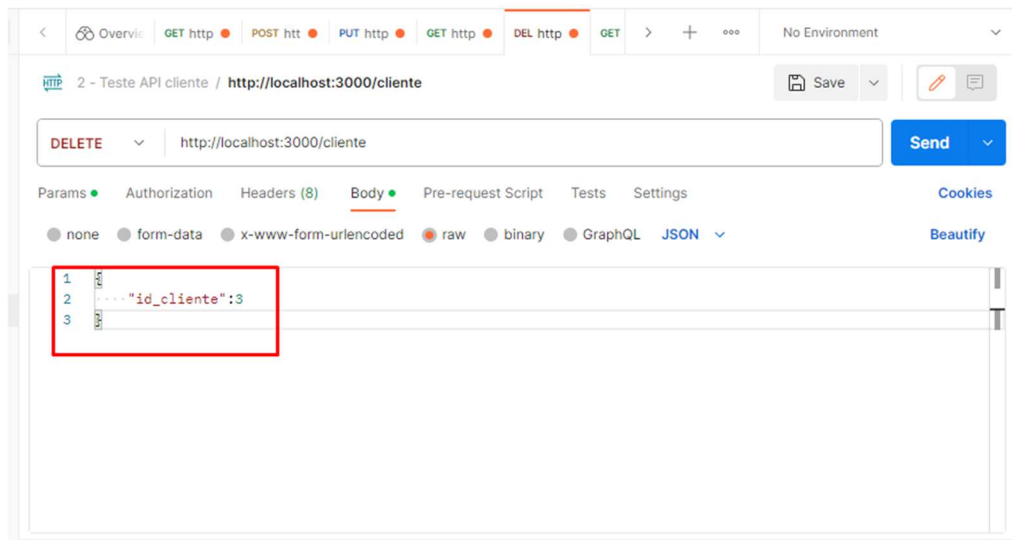 Overvie GET http POST htt PUT http GET http DEL http GET No Environment
HTTP 2 - Teste API cliente / http://localhost:3000/cliente Save
DELETE http://localhost:3000/cliente Send
Params Authorization Headers (8) Body Pre-request Script Tests Settings Cookies
none form-data x-www-form-urlencoded raw binary GraphQL JSON Beautify
1 {
2 ····"id_cliente":3
3 }